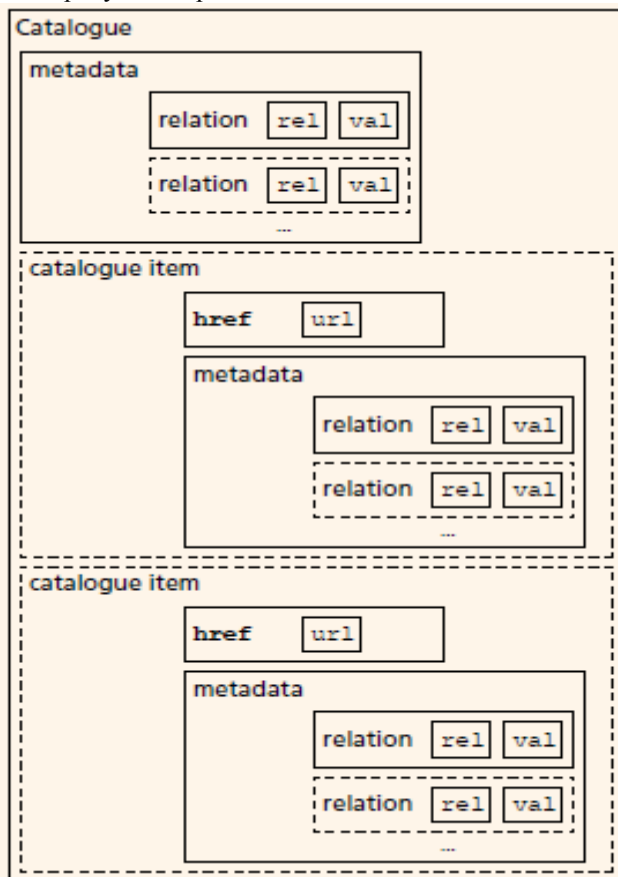 Catalogue
metadata
relation rel val
relation rel val
...
catalogue item
href url
metadata
relation rel val
relation rel val
...
catalogue item
href url
metadata
relation rel val
relation rel val
...